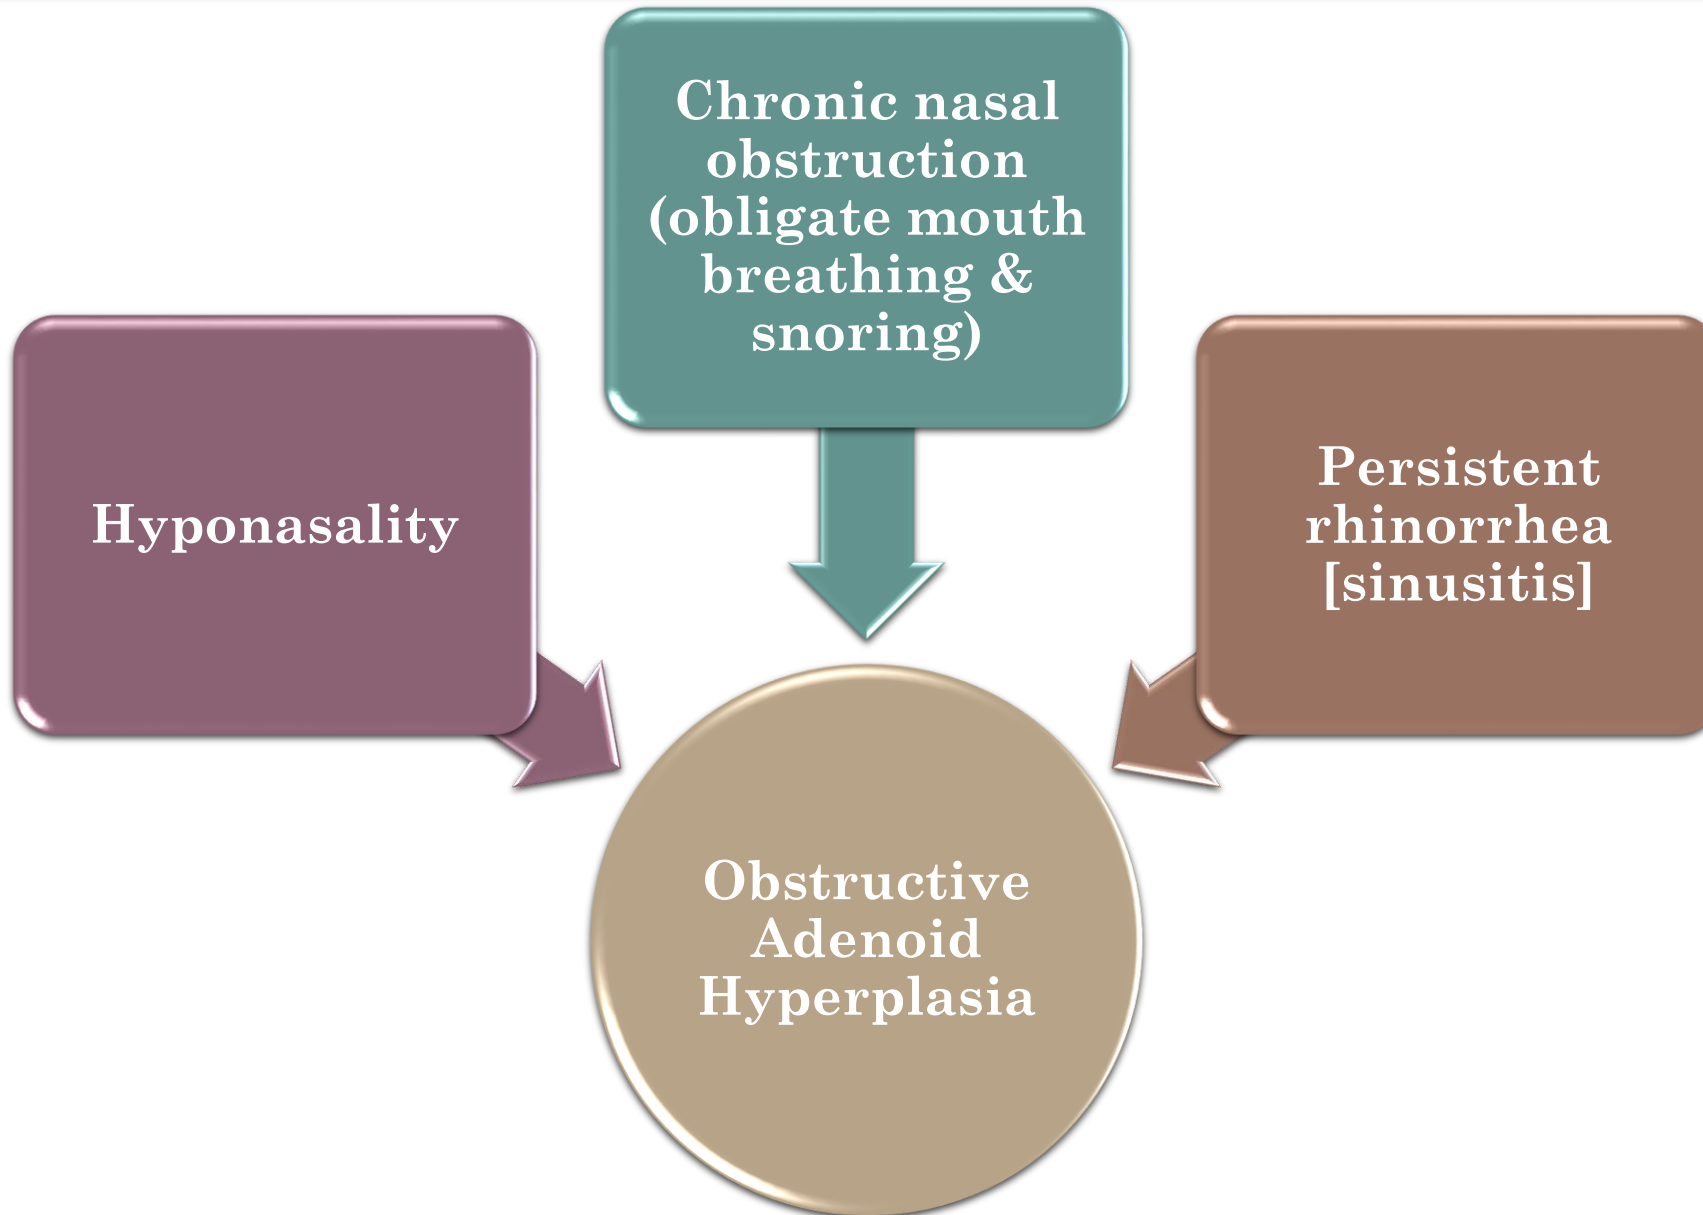 Chronic nasal
obstruction
(obligate mouth
breathing &
snoring)
Hyponasality
Persistent
rhinorrhea
[sinusitis]
Obstructive
Adenoid
Hyperplasia